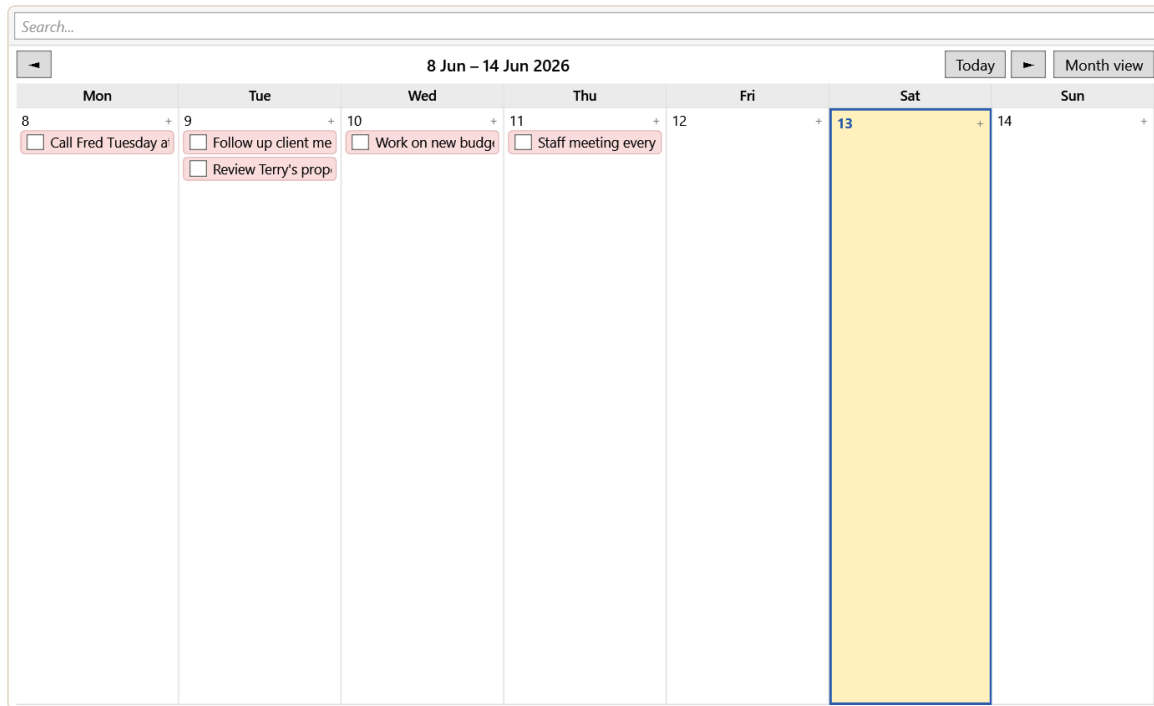 Search...
◄ 8 Jun – 14 Jun 2026 Today ► Month view
Mon Tue Wed Thu Fri Sat Sun
8 + 9 + 10 + 11 + 12 + 13 + 14 +
Call Fred Tuesday Follow up client me Work on new Staff meeting every
Review Terry's